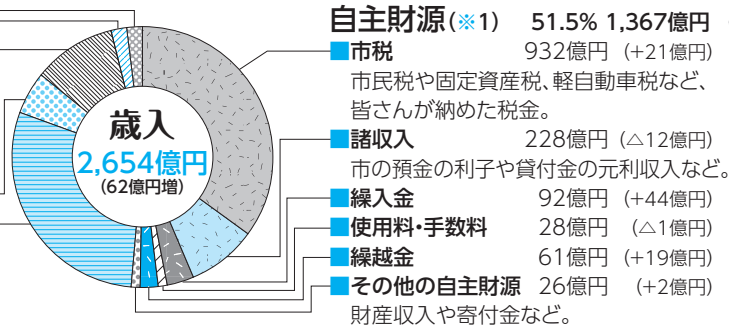 自主財源(※1) 51.5% 1,367億円
■市税 932億円 (+21億円)
市民税や固定資産税、軽自動車税など、
皆さんが納めた税金。
■諸収入 228億円 (△12億円)
市の預金の利子や貸付金の元利収入など。
■繰入金 92億円 (+44億円)
■使用料・手数料 28億円 (△1億円)
■繰越金 61億円 (+19億円)
■その他の自主財源 26億円 (+2億円)
財産収入や寄付金など。
歳入
2,654億円
(62億円増)